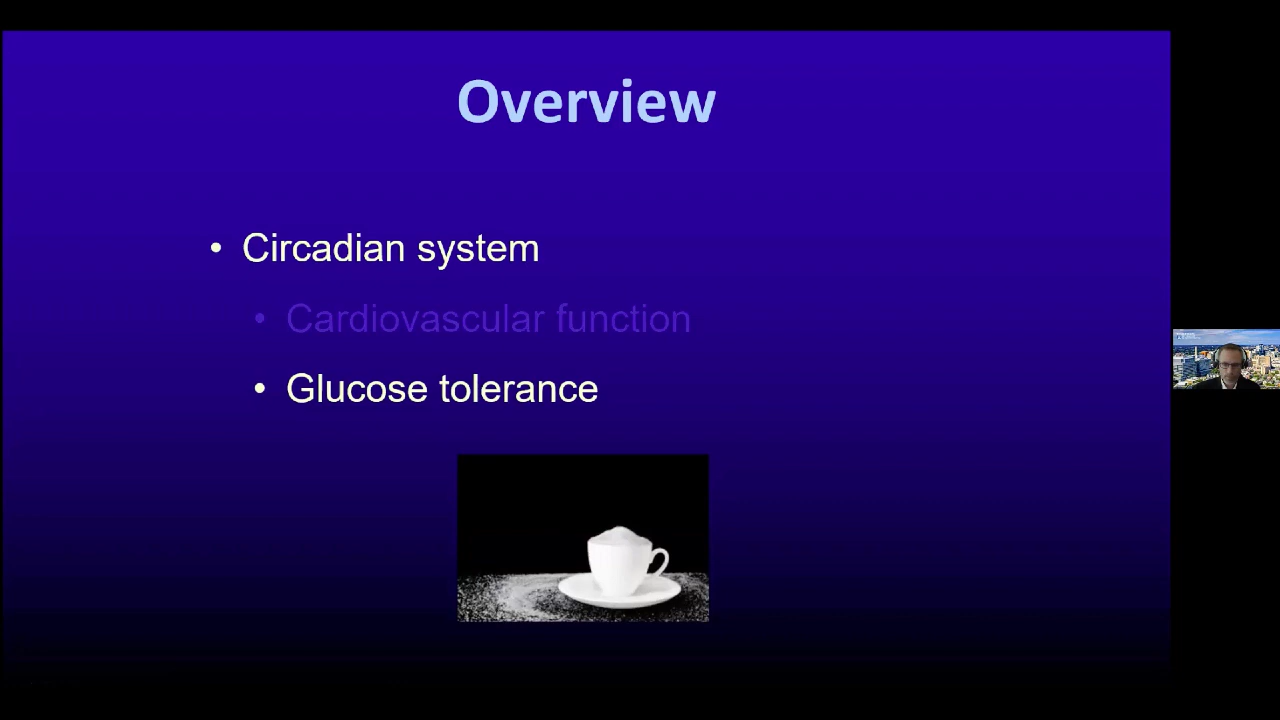 Overview
• Circadian system
• Cardiovascular function
• Glucose tolerance